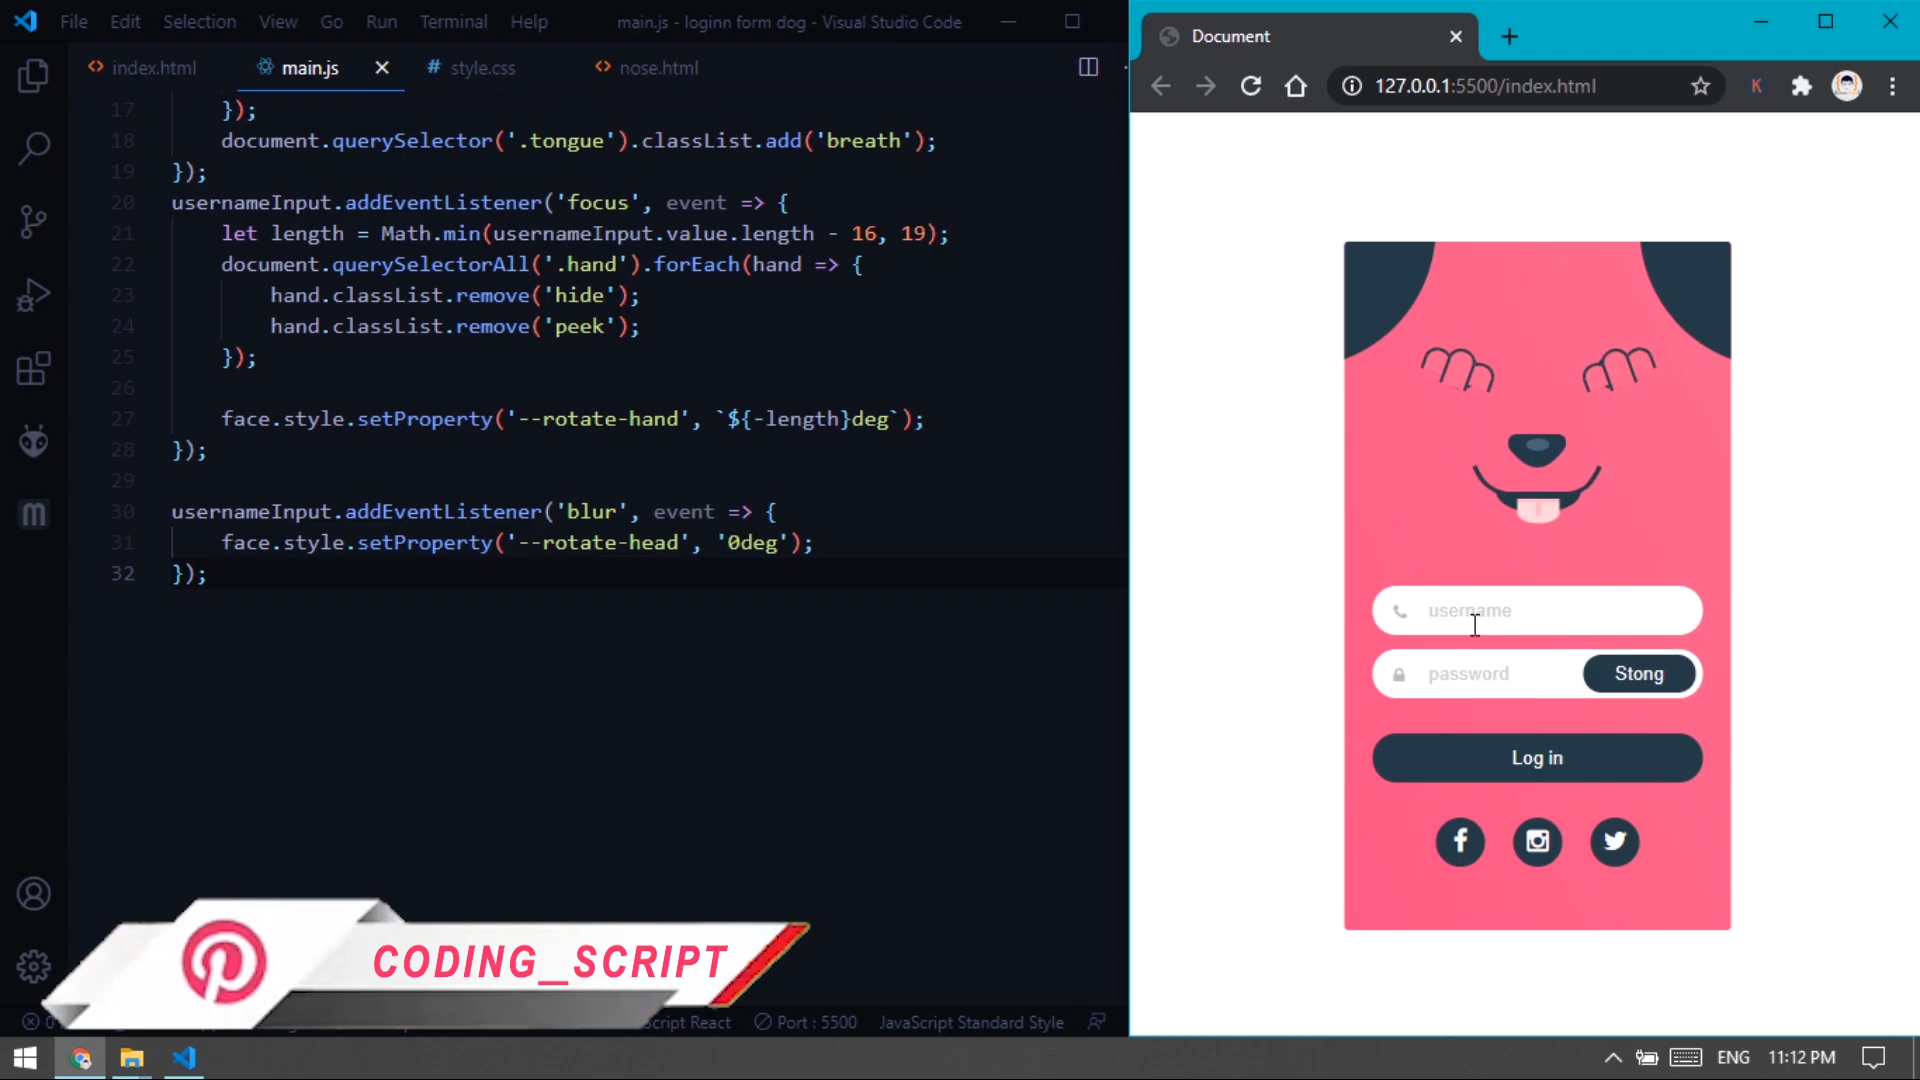 File Edit Selection View Go Run Terminal Help main.js - loginn form dog - Visual Studio Code
index.html main.js style.css nose.html
17 });
18 document.querySelector('.tongue').classList.add('breath');
19 });
20 usernameInput.addEventListener('focus', event => {
21 let length = Math.min(usernameInput.value.length - 16, 19);
22 document.querySelectorAll('.hand').forEach(hand => {
23 hand.classList.remove('hide');
24 hand.classList.remove('peek');
25 });
26
27 face.style.setProperty('--rotate-hand', `${-length}deg`);
28 });
29
30 usernameInput.addEventListener('blur', event => {
31 face.style.setProperty('--rotate-head', '0deg');
32 });
CODING_SCRIPT
0 Script React Port : 5500 JavaScript Standard Style
Document
127.0.0.1:5500/index.html
K
username
password Stong
Log in
ENG 11:12 PM